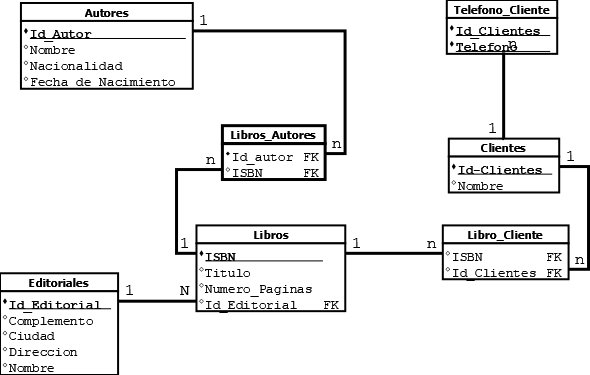 Autores
Id_Autor
Nombre
Nacionalidad
Fecha de Nacimiento
1
Telefono_Cliente
Id_Clientes
Telefono
n
1
Libros_Autores
Id_autor FK
ISBN FK
n
n
Clientes
Id-Clientes
Nombre
1
Libros
ISBN
Titulo
Numero_Paginas
Id_Editorial FK
1
1
N
Libro_Cliente
ISBN FK
Id_Clientes FK
n
n
Editoriales
Id_Editorial
Complemento
Ciudad
Direccion
Nombre
1